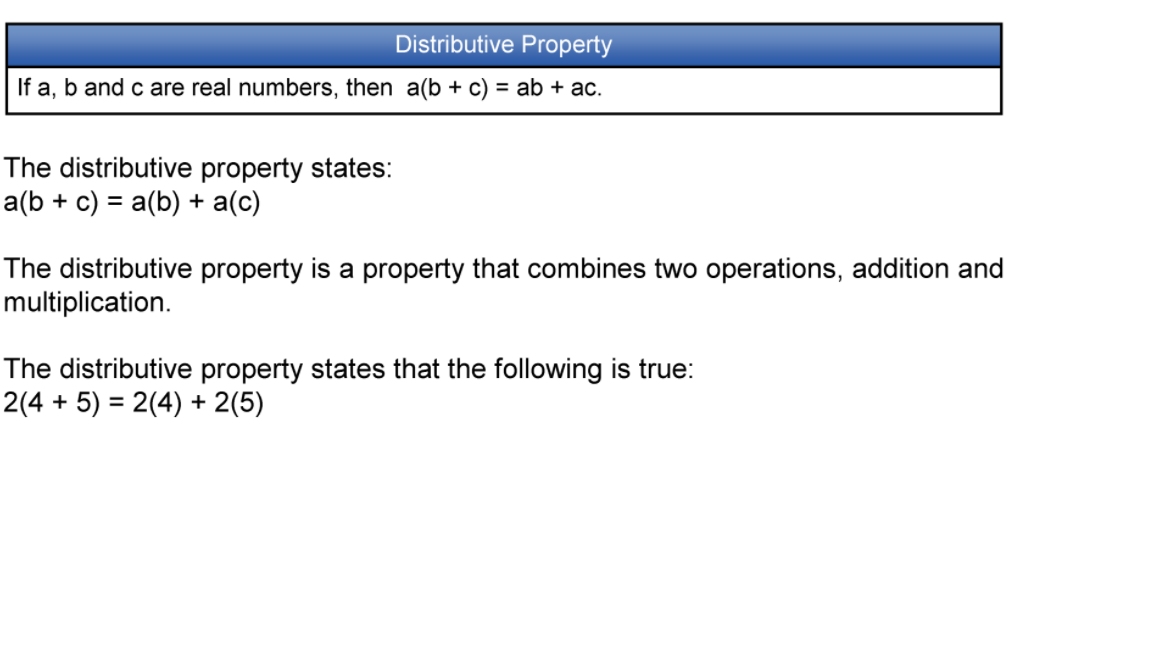 Distributive Property
If a, b and c are real numbers, then a(b + c) = ab + ac.
The distributive property states:
a(b + c) = a(b) + a(c)
The distributive property is a property that combines two operations, addition and
multiplication.
The distributive property states that the following is true:
2(4 + 5) = 2(4) + 2(5)